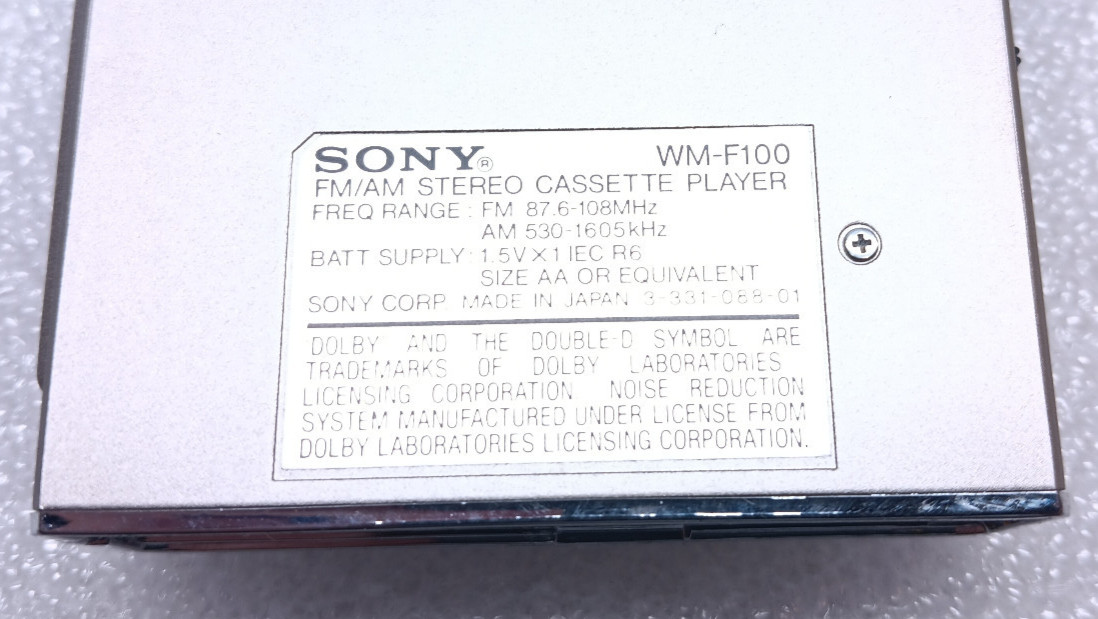 SONY® WM-F100
FM/AM STEREO CASSETTE PLAYER
FREQ RANGE : FM 87.6-108MHz
AM 530-1605kHz
BATT SUPPLY : 1.5V×1 IEC R6
SIZE AA OR EQUIVALENT
SONY CORP. MADE IN JAPAN 3-331-088-01
DOLBY AND THE DOUBLE-D SYMBOL ARE
TRADEMARKS OF DOLBY LABORATORIES
LICENSING CORPORATION. NOISE REDUCTION
SYSTEM MANUFACTURED UNDER LICENSE FROM
DOLBY LABORATORIES LICENSING CORPORATION.